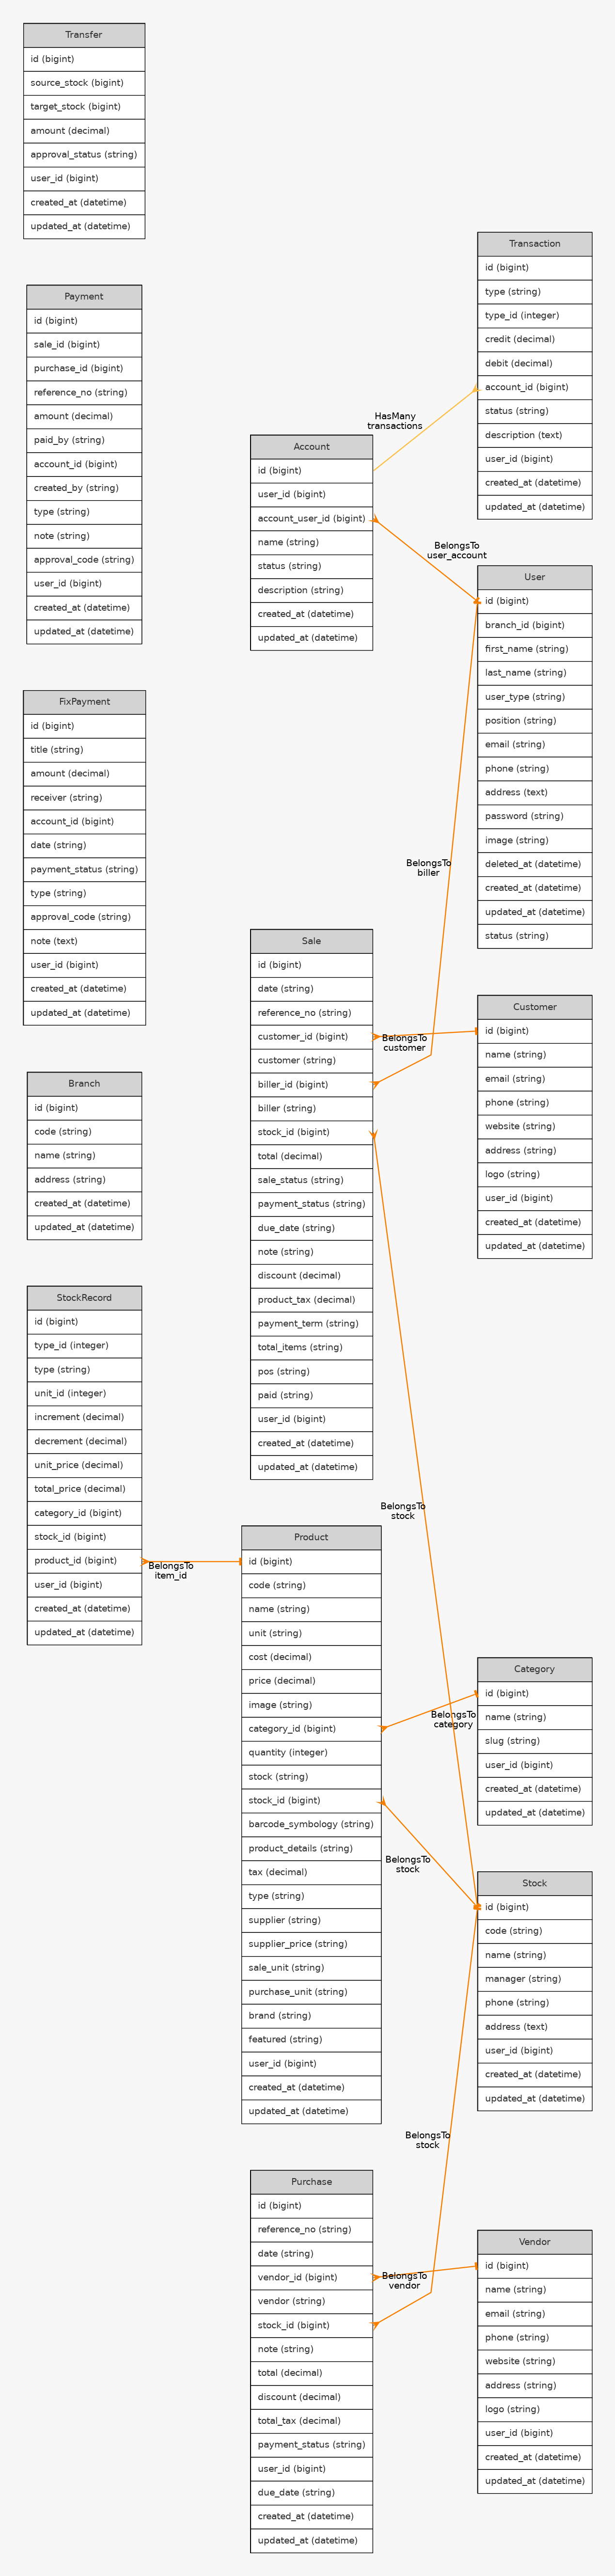 Transfer
id (bigint)
source_stock (bigint)
target_stock (bigint)
amount (decimal)
approval_status (string)
user_id (bigint)
created_at (datetime)
updated_at (datetime)
Payment
id (bigint)
sale_id (bigint)
purchase_id (bigint)
reference_no (string)
amount (decimal)
paid_by (string)
account_id (bigint)
created_by (string)
type (string)
note (string)
approval_code (string)
user_id (bigint)
created_at (datetime)
updated_at (datetime)
FixPayment
id (bigint)
title (string)
amount (decimal)
receiver (string)
account_id (bigint)
date (string)
payment_status (string)
type (string)
approval_code (string)
note (text)
user_id (bigint)
created_at (datetime)
updated_at (datetime)
Branch
id (bigint)
code (string)
name (string)
address (string)
created_at (datetime)
updated_at (datetime)
StockRecord
id (bigint)
type_id (integer)
type (string)
unit_id (integer)
increment (decimal)
decrement (decimal)
unit_price (decimal)
total_price (decimal)
category_id (bigint)
stock_id (bigint)
product_id (bigint)
user_id (bigint)
created_at (datetime)
updated_at (datetime)
BelongsTo
item_id
Account
id (bigint)
user_id (bigint)
account_user_id (bigint)
name (string)
status (string)
description (string)
created_at (datetime)
updated_at (datetime)
HasMany
transactions
BelongsTo
user_account
Sale
id (bigint)
date (string)
reference_no (string)
customer_id (bigint)
customer (string)
biller_id (bigint)
biller (string)
stock_id (bigint)
total (decimal)
sale_status (string)
payment_status (string)
due_date (string)
note (string)
discount (decimal)
product_tax (decimal)
payment_term (string)
total_items (string)
pos (string)
paid (string)
user_id (bigint)
created_at (datetime)
updated_at (datetime)
BelongsTo
biller
BelongsTo
customer
BelongsTo
stock
Product
id (bigint)
code (string)
name (string)
unit (string)
cost (decimal)
price (decimal)
image (string)
category_id (bigint)
quantity (integer)
stock (string)
stock_id (bigint)
barcode_symbology (string)
product_details (string)
tax (decimal)
type (string)
supplier (string)
supplier_price (string)
sale_unit (string)
purchase_unit (string)
brand (string)
featured (string)
user_id (bigint)
created_at (datetime)
updated_at (datetime)
BelongsTo
category
BelongsTo
stock
Purchase
id (bigint)
reference_no (string)
date (string)
vendor_id (bigint)
vendor (string)
stock_id (bigint)
note (string)
total (decimal)
discount (decimal)
total_tax (decimal)
payment_status (string)
user_id (bigint)
due_date (string)
created_at (datetime)
updated_at (datetime)
BelongsTo
stock
BelongsTo
vendor
Transaction
id (bigint)
type (string)
type_id (integer)
credit (decimal)
debit (decimal)
account_id (bigint)
status (string)
description (text)
user_id (bigint)
created_at (datetime)
updated_at (datetime)
User
id (bigint)
branch_id (bigint)
first_name (string)
last_name (string)
user_type (string)
position (string)
email (string)
phone (string)
address (text)
password (string)
image (string)
deleted_at (datetime)
created_at (datetime)
updated_at (datetime)
status (string)
Customer
id (bigint)
name (string)
email (string)
phone (string)
website (string)
address (string)
logo (string)
user_id (bigint)
created_at (datetime)
updated_at (datetime)
Category
id (bigint)
name (string)
slug (string)
user_id (bigint)
created_at (datetime)
updated_at (datetime)
Stock
id (bigint)
code (string)
name (string)
manager (string)
phone (string)
address (text)
user_id (bigint)
created_at (datetime)
updated_at (datetime)
Vendor
id (bigint)
name (string)
email (string)
phone (string)
website (string)
address (string)
logo (string)
user_id (bigint)
created_at (datetime)
updated_at (datetime)